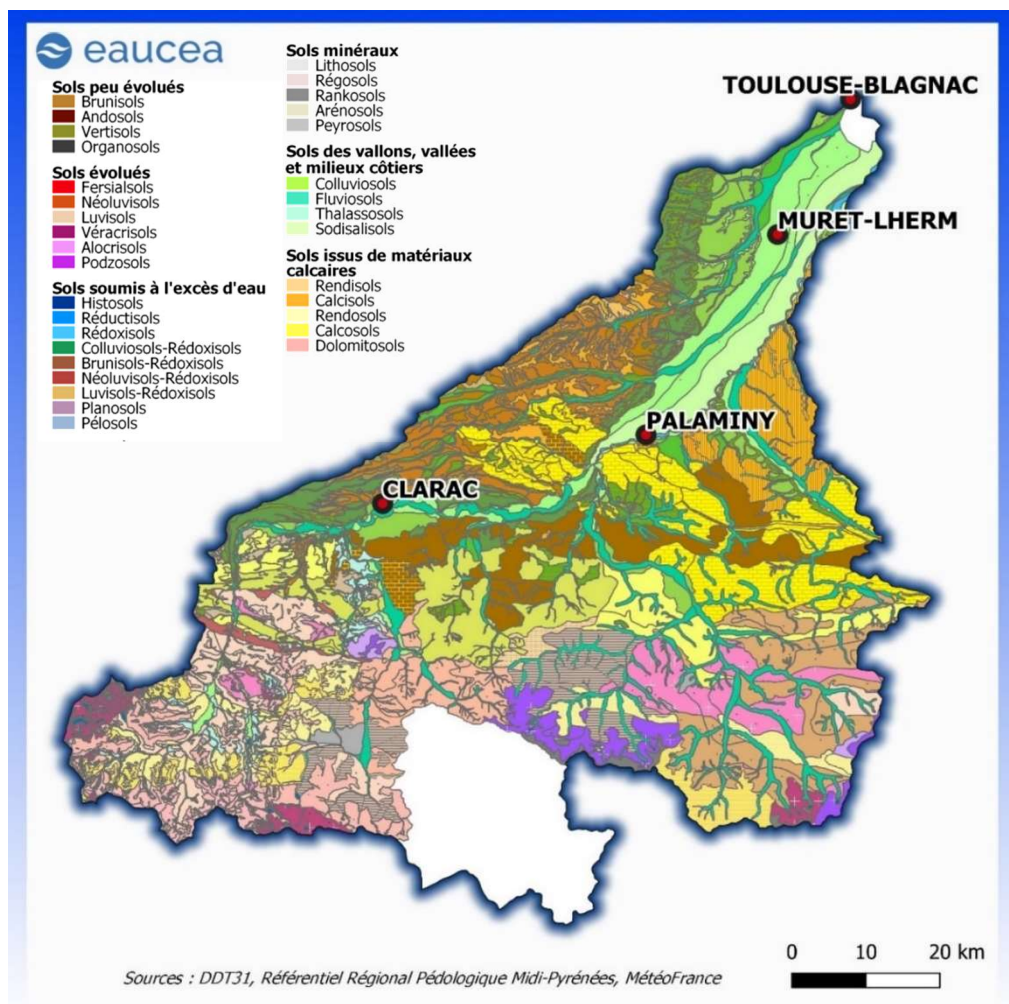 eaucea
Sols peu évolués
Brunisols
Andosols
Vertisols
Organosols
Sols évolués
Fersialsols
Néoluvisols
Luvisols
Véracrisols
Alocrisols
Podzosols
Sols soumis à l'excès d'eau
Histosols
Réductisols
Rédoxisols
Colluviosols-Rédoxisols
Brunisols-Rédoxisols
Néoluvisols-Rédoxisols
Luvisols-Rédoxisols
Planosols
Pélosols
Sols minéraux
Lithosols
Régosols
Rankosols
Arénosols
Peyrosols
Sols des vallons, vallées
et milieux côtiers
Colluviosols
Fluviosols
Thalassosols
Sodisalisols
Sols issus de matériaux
calcaires
Rendisols
Calcisols
Rendosols
Calcosols
Dolomitosols
TOULOUSE-BLAGNAC
MURET-LHERM
PALAMINY
CLARAC
0 10 20 km
Sources : DDT31, Référentiel Régional Pédologique Midi-Pyrénées, MétéoFrance